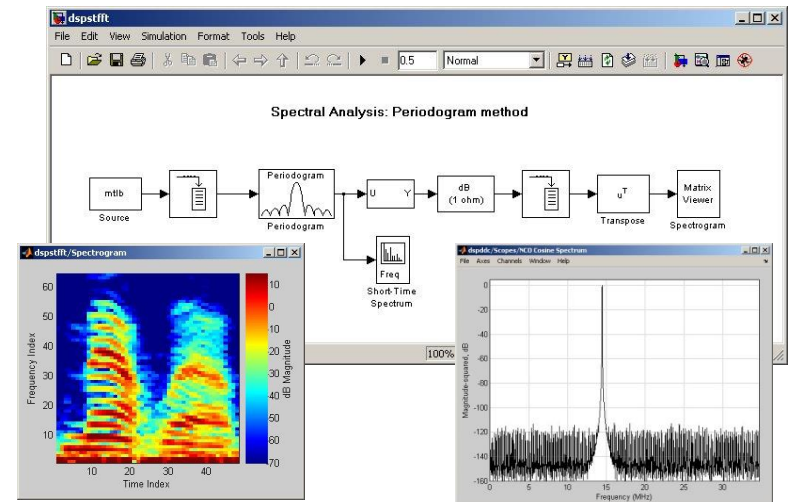 dspstfft
File Edit View Simulation Format Tools Help
0.5 Normal
Spectral Analysis: Periodogram method
mtlb
Source
Periodogram
Periodogram
U Y
dB
(1 ohm)
u^T
Transpose
Matrix
Viewer
Spectrogram
Freq
Short-Time
Spectrum
100%
dspstfft/Spectrogram
60
50
40
30
20
10
Frequency Index
10 20 30 40
Time Index
10
0
-10
-20
-30
-40
-50
-60
-70
dB Magnitude
dspddc/Scopes/NCO Cosine Spectrum
File Axes Channels Window Help
0
-20
-40
-60
-80
-100
-120
-140
-160
Magnitude-squared, dB
0 5 10 15 20 25 30
Frequency (MHz)